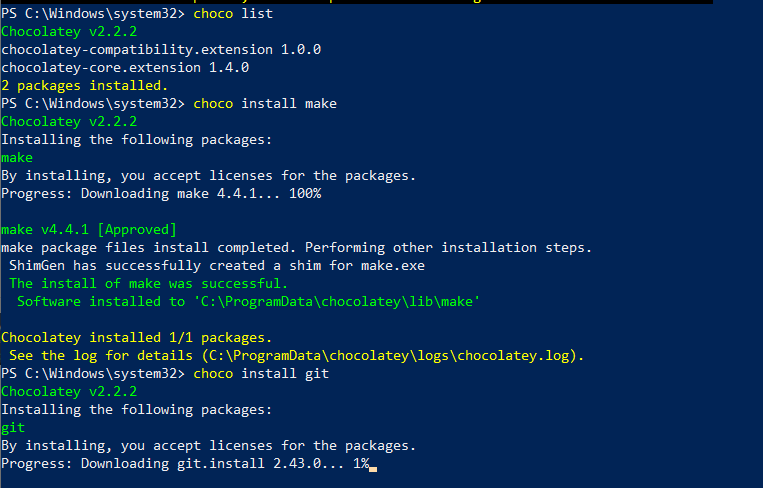 PS C:\Windows\system32> choco list
Chocolatey v2.2.2
chocolatey-compatibility.extension 1.0.0
chocolatey-core.extension 1.4.0
2 packages installed.
PS C:\Windows\system32> choco install make
Chocolatey v2.2.2
Installing the following packages:
make
By installing, you accept licenses for the packages.
Progress: Downloading make 4.4.1... 100%
make v4.4.1 [Approved]
make package files install completed. Performing other installation steps.
ShimGen has successfully created a shim for make.exe
The install of make was successful.
Software installed to 'C:\ProgramData\chocolatey\lib\make'
Chocolatey installed 1/1 packages.
See the log for details (C:\ProgramData\chocolatey\logs\chocolatey.log).
PS C:\Windows\system32> choco install git
Chocolatey v2.2.2
Installing the following packages:
git
By installing, you accept licenses for the packages.
Progress: Downloading git.install 2.43.0... 1%